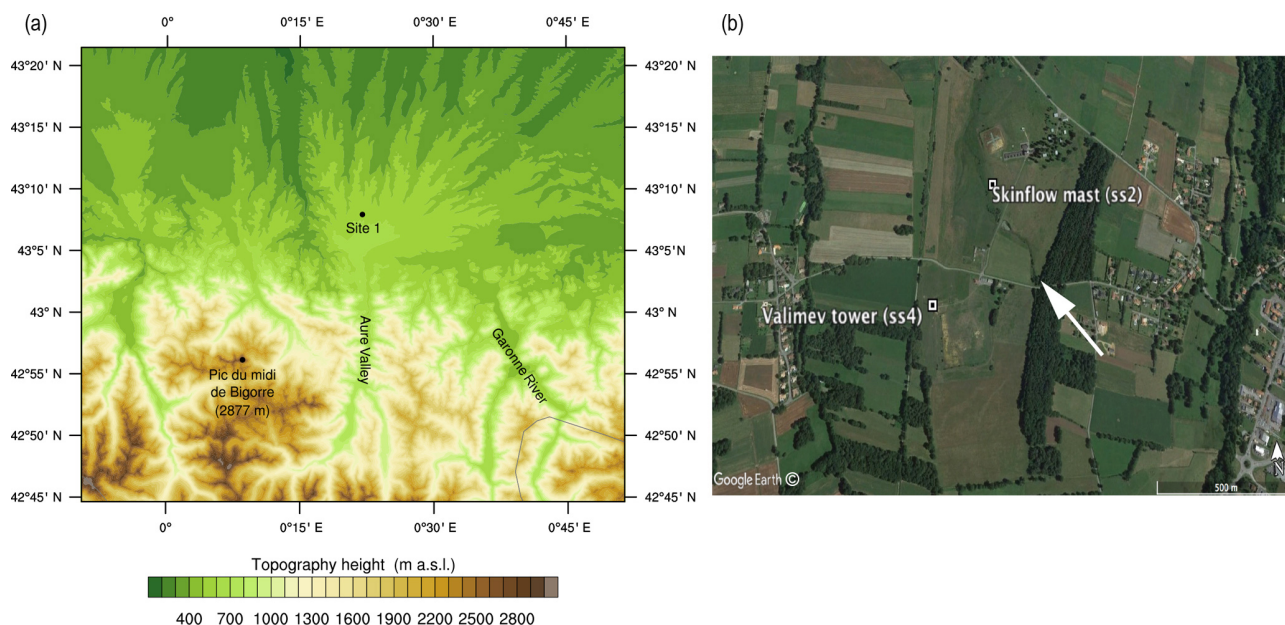 (a)
0° 0°15' E 0°30' E 0°45' E
43°20' N
43°15' N
43°10' N
43°5' N
43° N
42°55' N
42°50' N
42°45' N
43°20' N
43°15' N
43°10' N
43°5'N
43° N
42°55' N
42°50' N
42°45' N
Site 1
Aure Valley
Garonne River
Pic du midi
de Bigorre
(2877 m)
0° 0°15' E 0°30' E 0°45' E
Topography height (m a.s.l.)
400 700 1000 1300 1600 1900 2200 2500 2800
(b)
Skinflow mast (ss2)
Valimev tower (ss4)
Google Earth ©
500 m
N